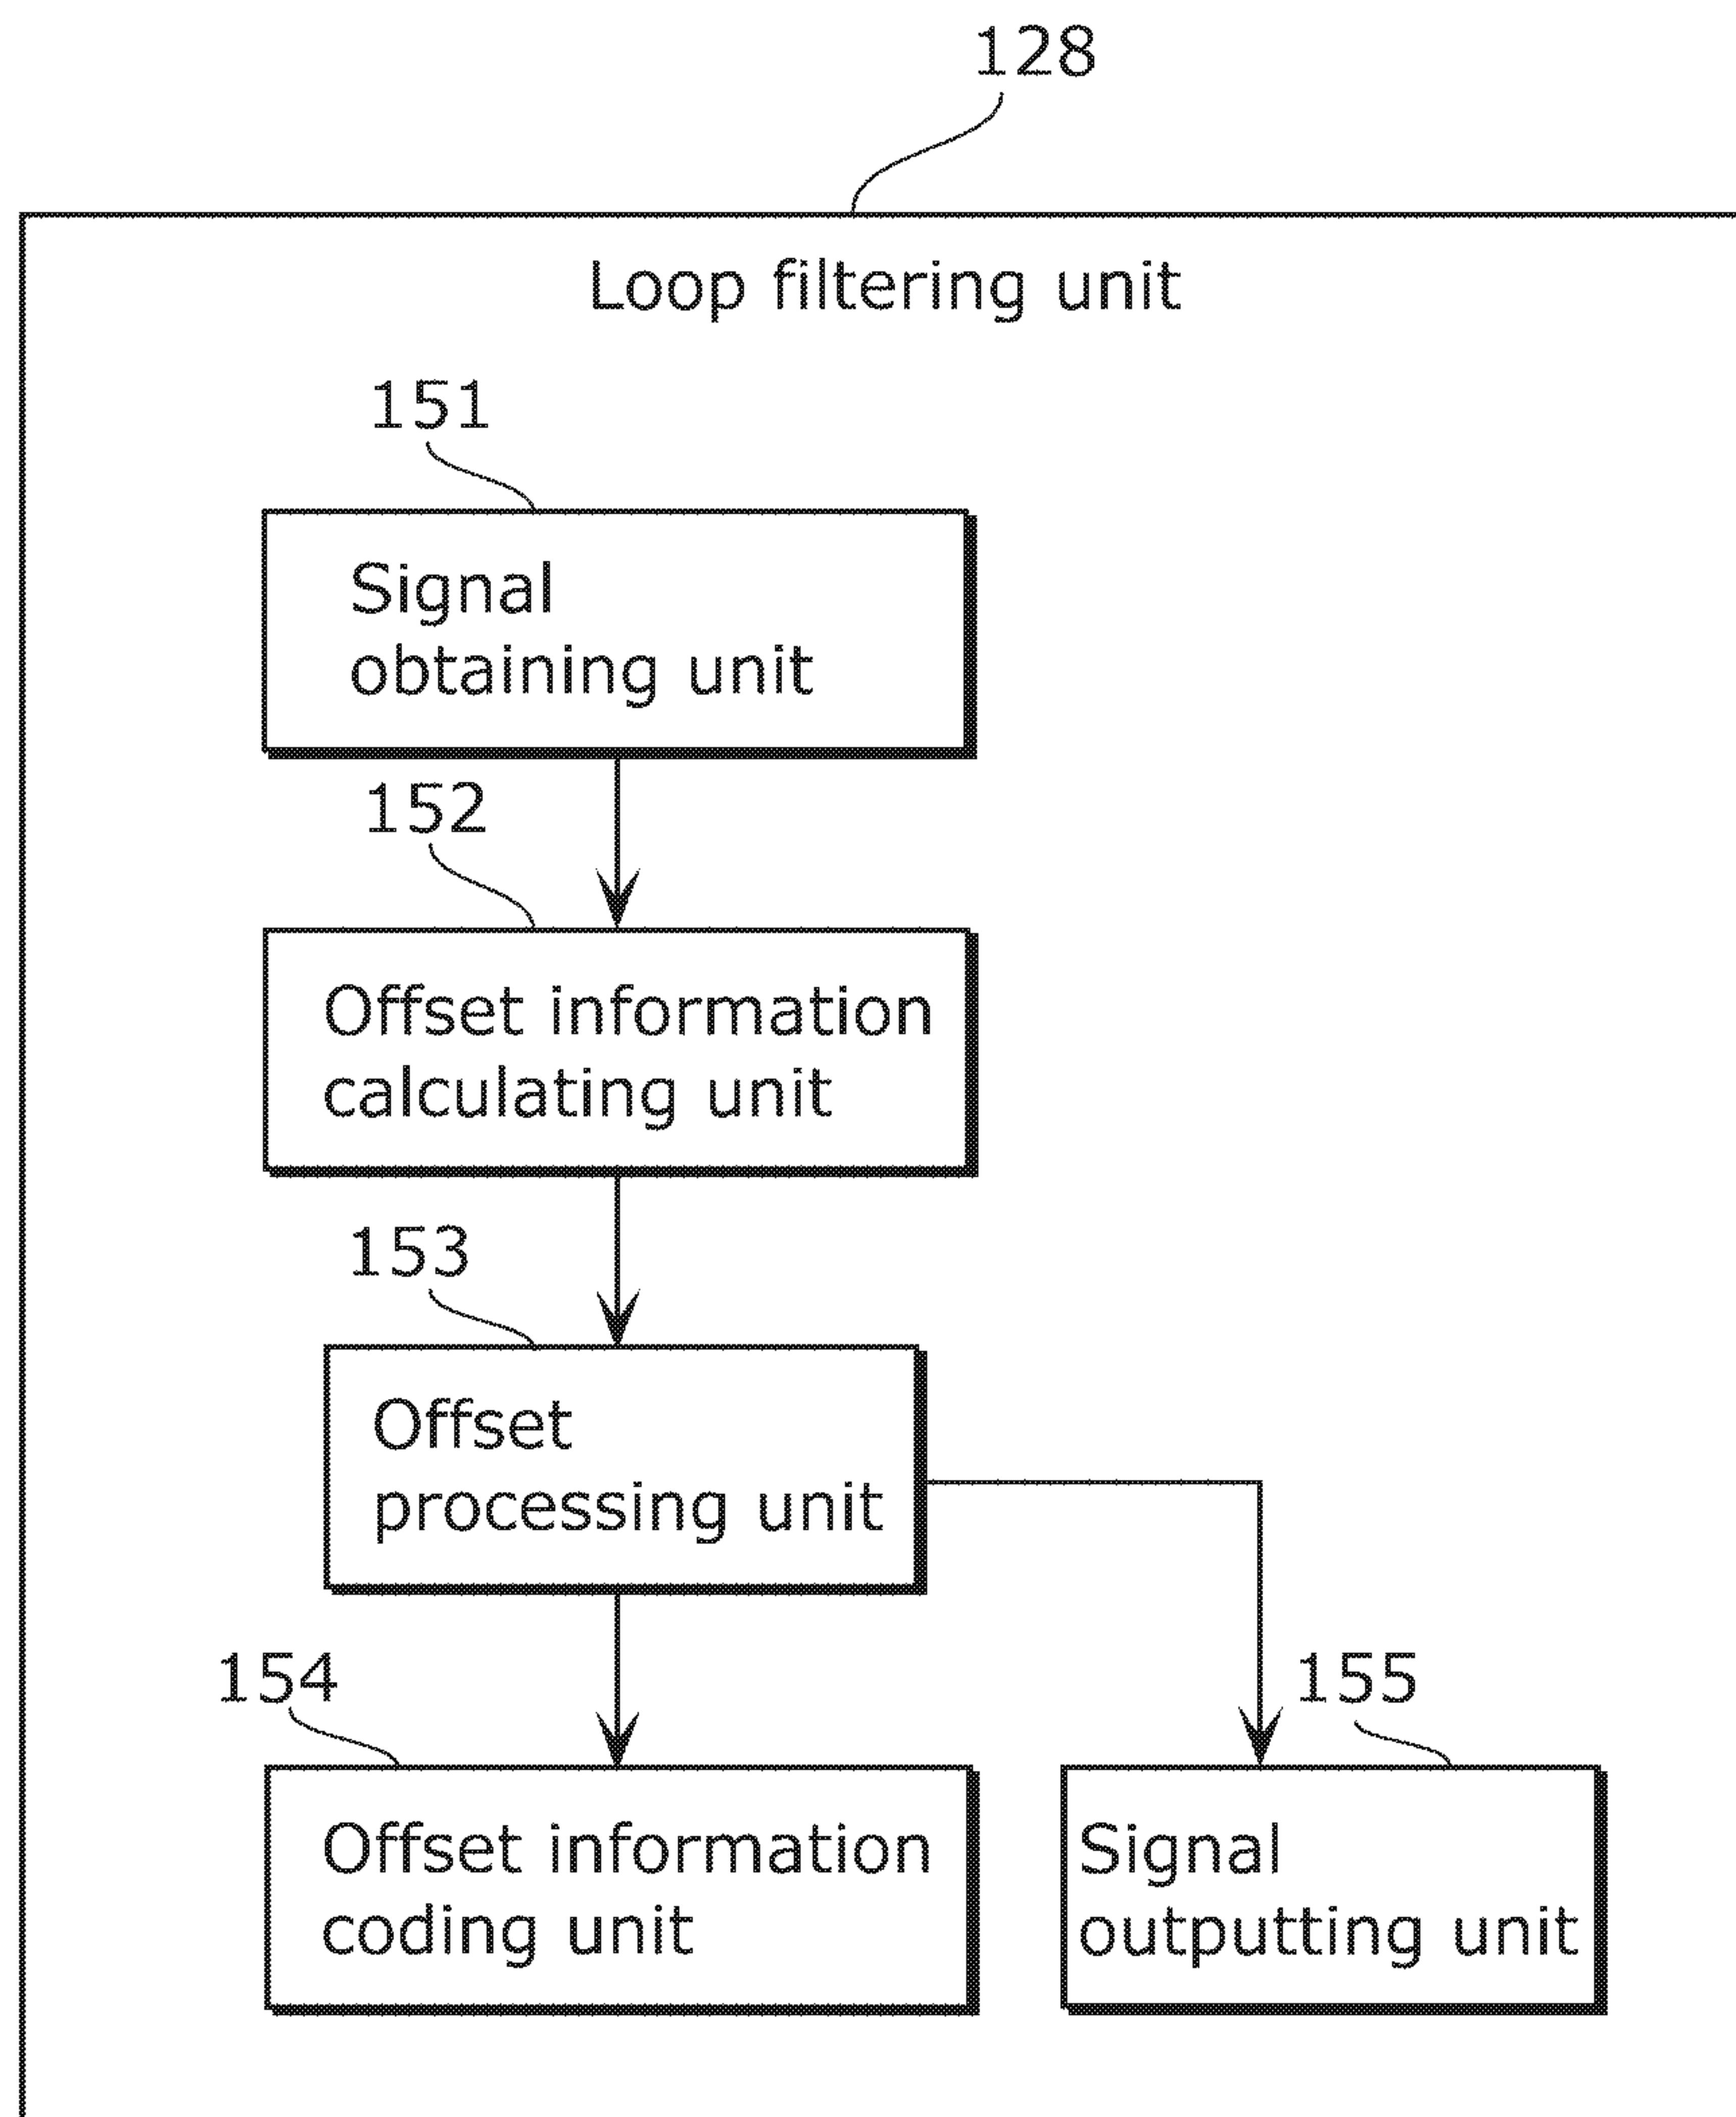 128
Loop filtering unit
151
Signal
obtaining unit
152
Offset information
calculating unit
153
Offset
processing unit
154
Offset information
coding unit
155
Signal
outputting unit